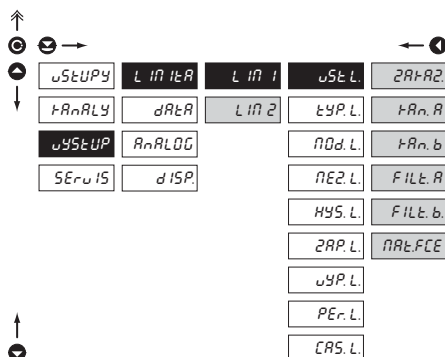 vStUPY LIMItA LIM 1 vSt.L. ZAKAZ.
KAnALY dAtA LIM 2 tYP.L. KAn.A
vYStUP AnALOG MOd.L. KAn.b
SErvIS dISP. MEZ.L. FILt.A
HYS.L. FILt.b.
ZAP.L. MAt.FCE
vYP.L.
PEr.L.
CAS.L.